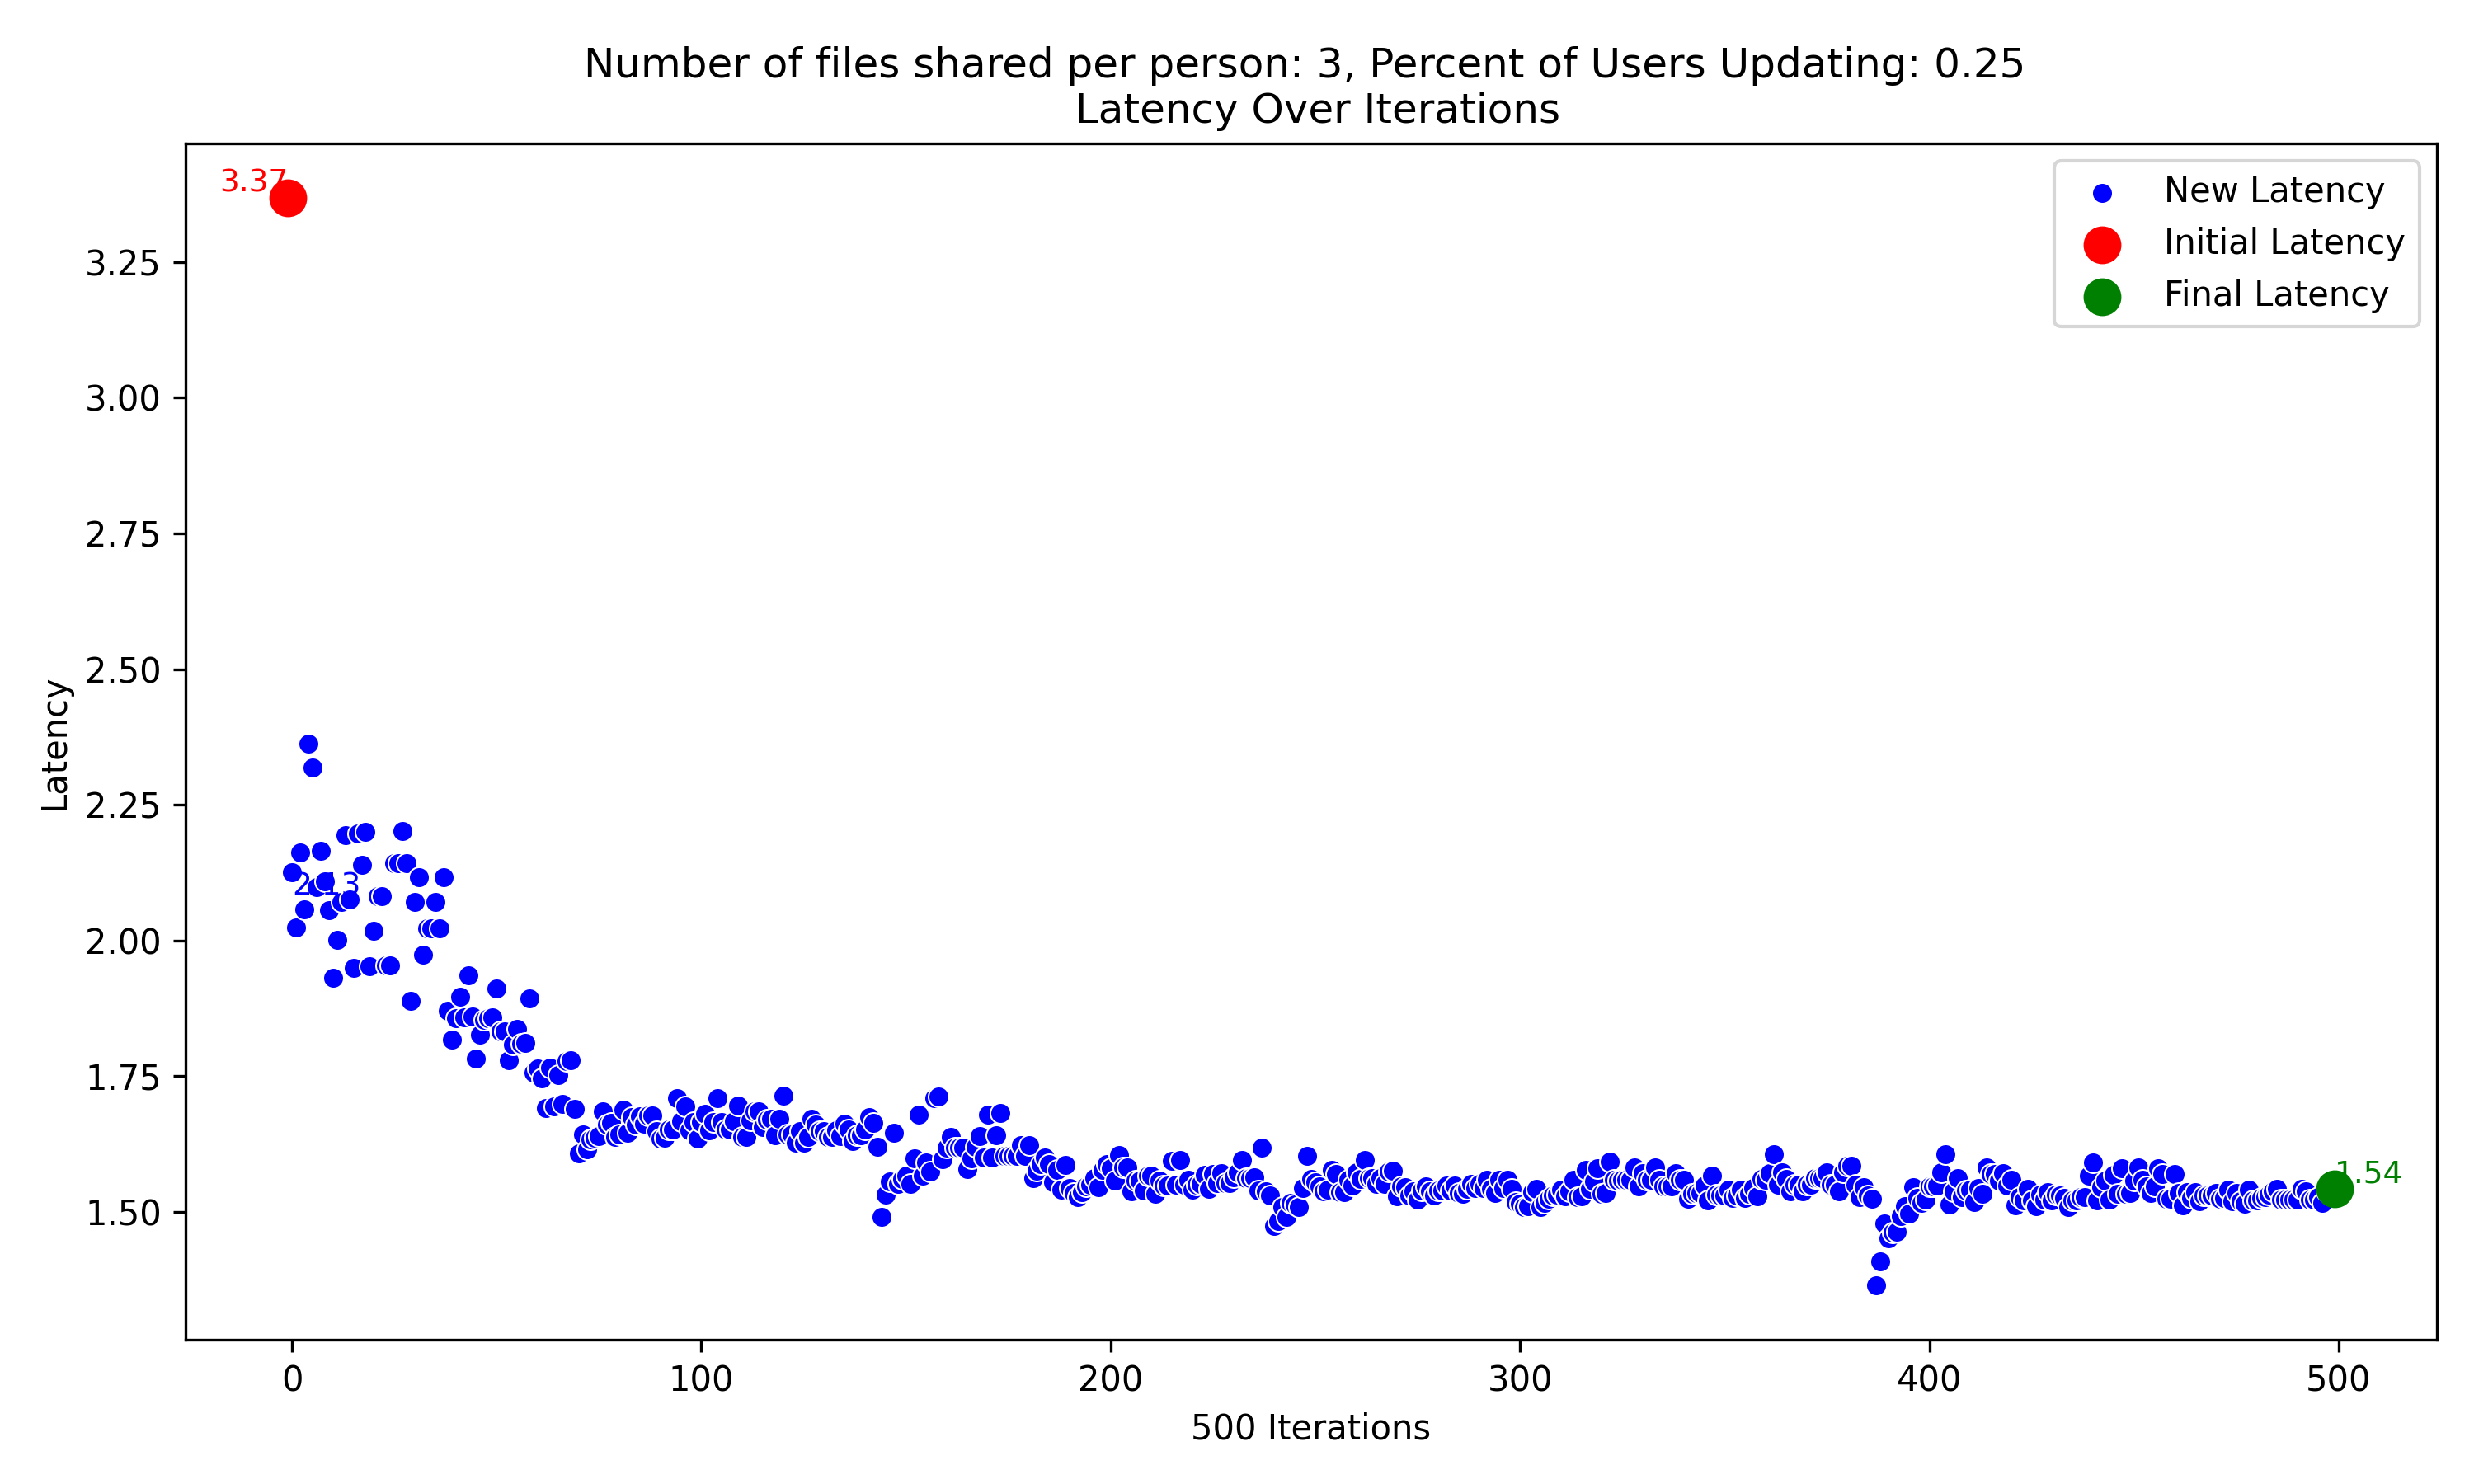 Number of files shared per person: 3, Percent of Users Updating: 0.25
Latency Over Iterations
3.37
New Latency
Initial Latency
Final Latency
3.25
3.00
2.75
2.50
2.25
2.13
2.00
1.75
1.54
1.50
Latency
0
100
200
300
400
500
500 Iterations